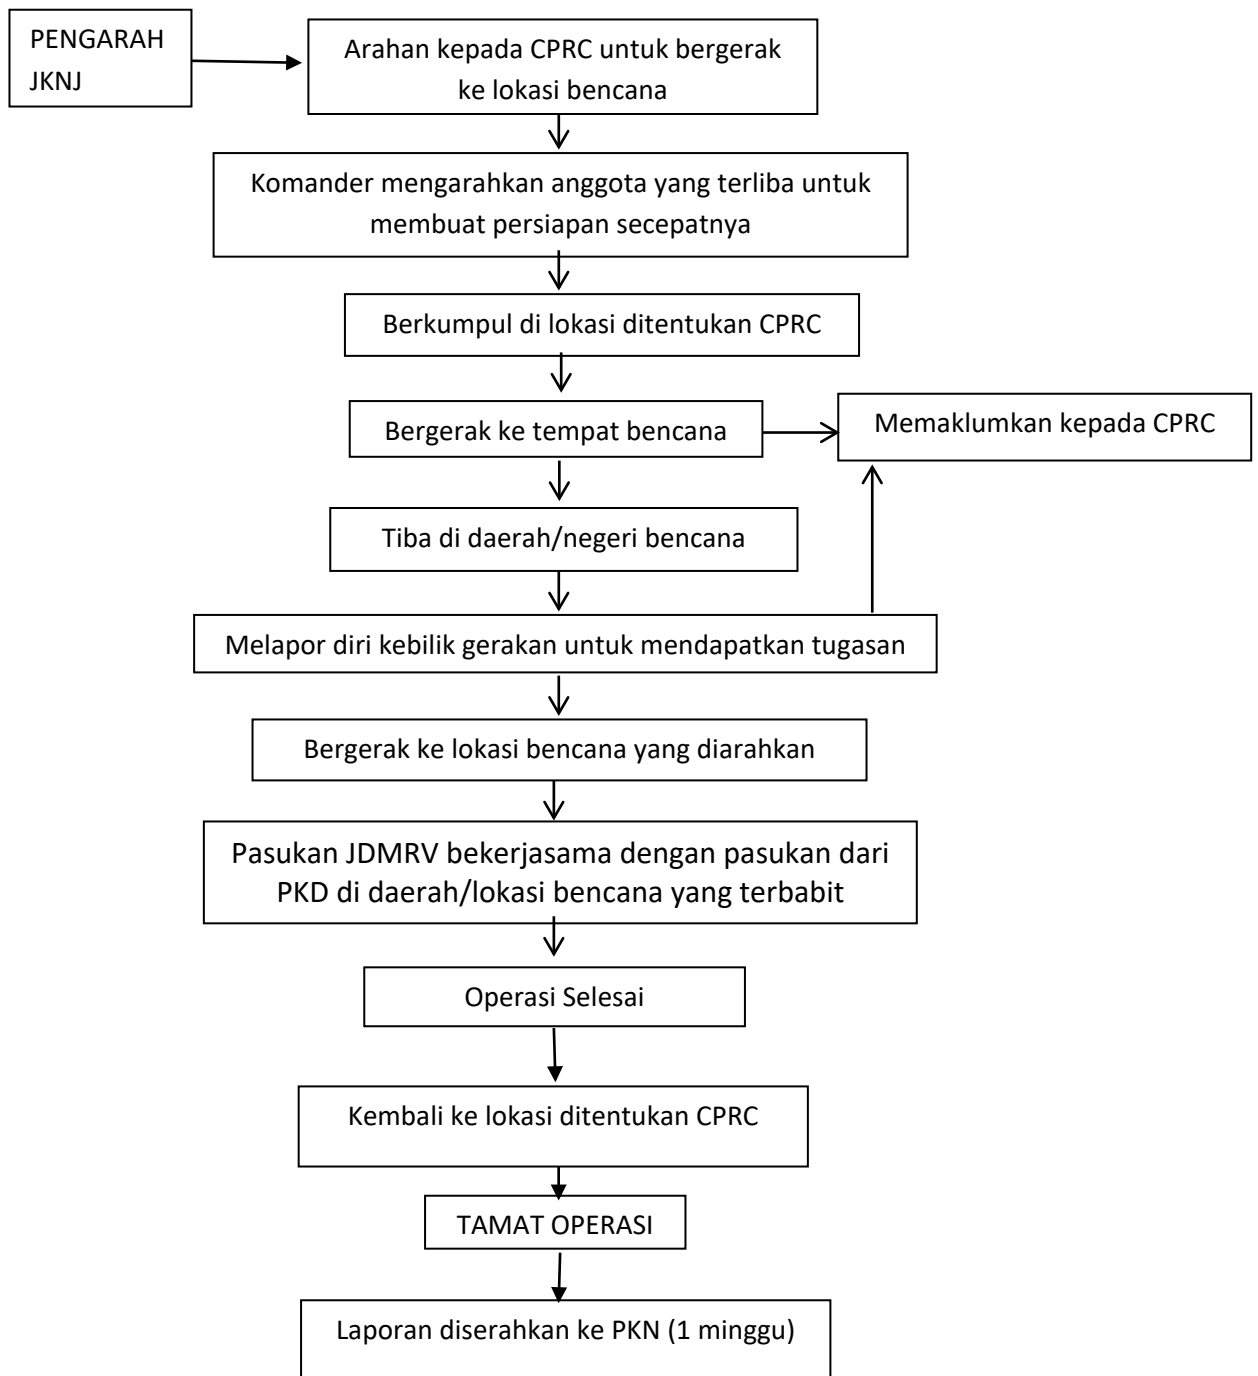 PENGARAH
JKNJ
Arahan kepada CPRC untuk bergerak
ke lokasi bencana
Komander mengarahkan anggota yang terliba untuk
membuat persiapan secepatnya
Berkumpul di lokasi ditentukan CPRC
Bergerak ke tempat bencana
Memaklumkan kepada CPRC
Tiba di daerah/negeri bencana
Melapor diri kebilik gerakan untuk mendapatkan tugasan
Bergerak ke lokasi bencana yang diarahkan
Pasukan JDMRV bekerjasama dengan pasukan dari
PKD di daerah/lokasi bencana yang terbabit
Operasi Selesai
Kembali ke lokasi ditentukan CPRC
TAMAT OPERASI
Laporan diserahkan ke PKN (1 minggu)